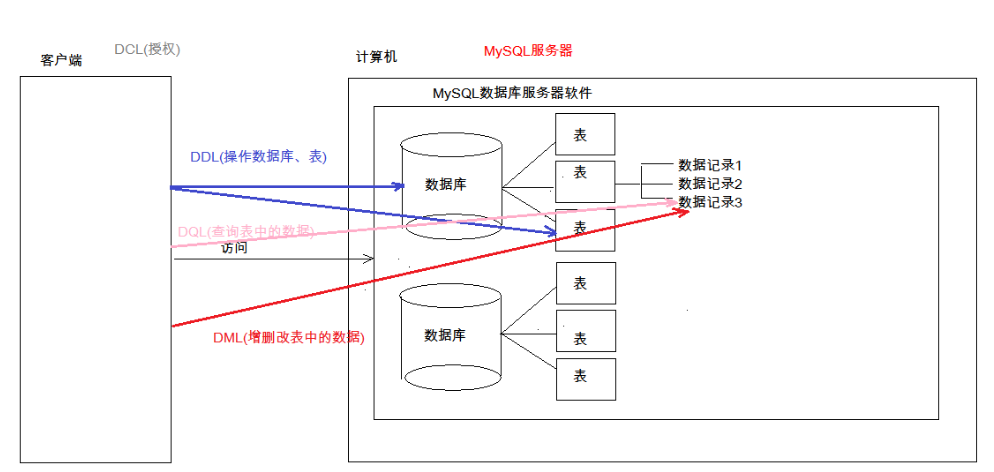 DCL(授权)
MySQL服务器
客户端
计算机
MySQL数据库服务器软件
表
DDL(操作数据库、表)
数据库
表
数据记录1
数据记录2
数据记录3
DQL(查询表中的数据)
表
访问
表
DML(增删改表中的数据)
数据库
表
表